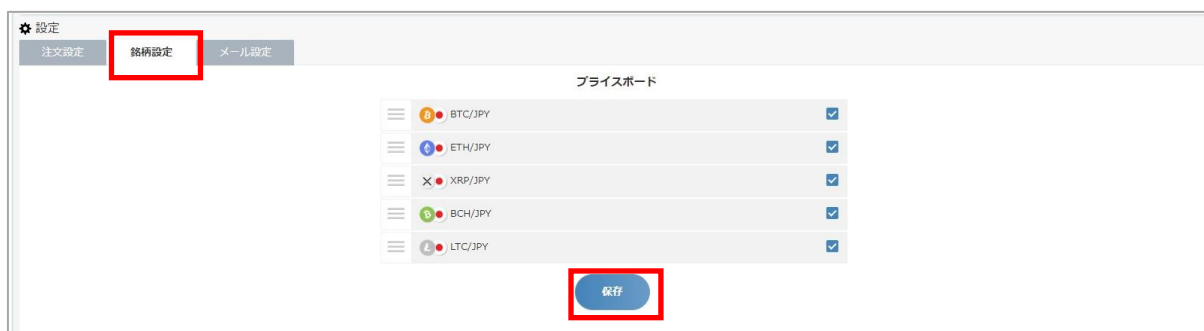 設定
注文設定 銘柄設定 メール設定
プライスボード
BTC/JPY
ETH/JPY
XRP/JPY
BCH/JPY
LTC/JPY
保存